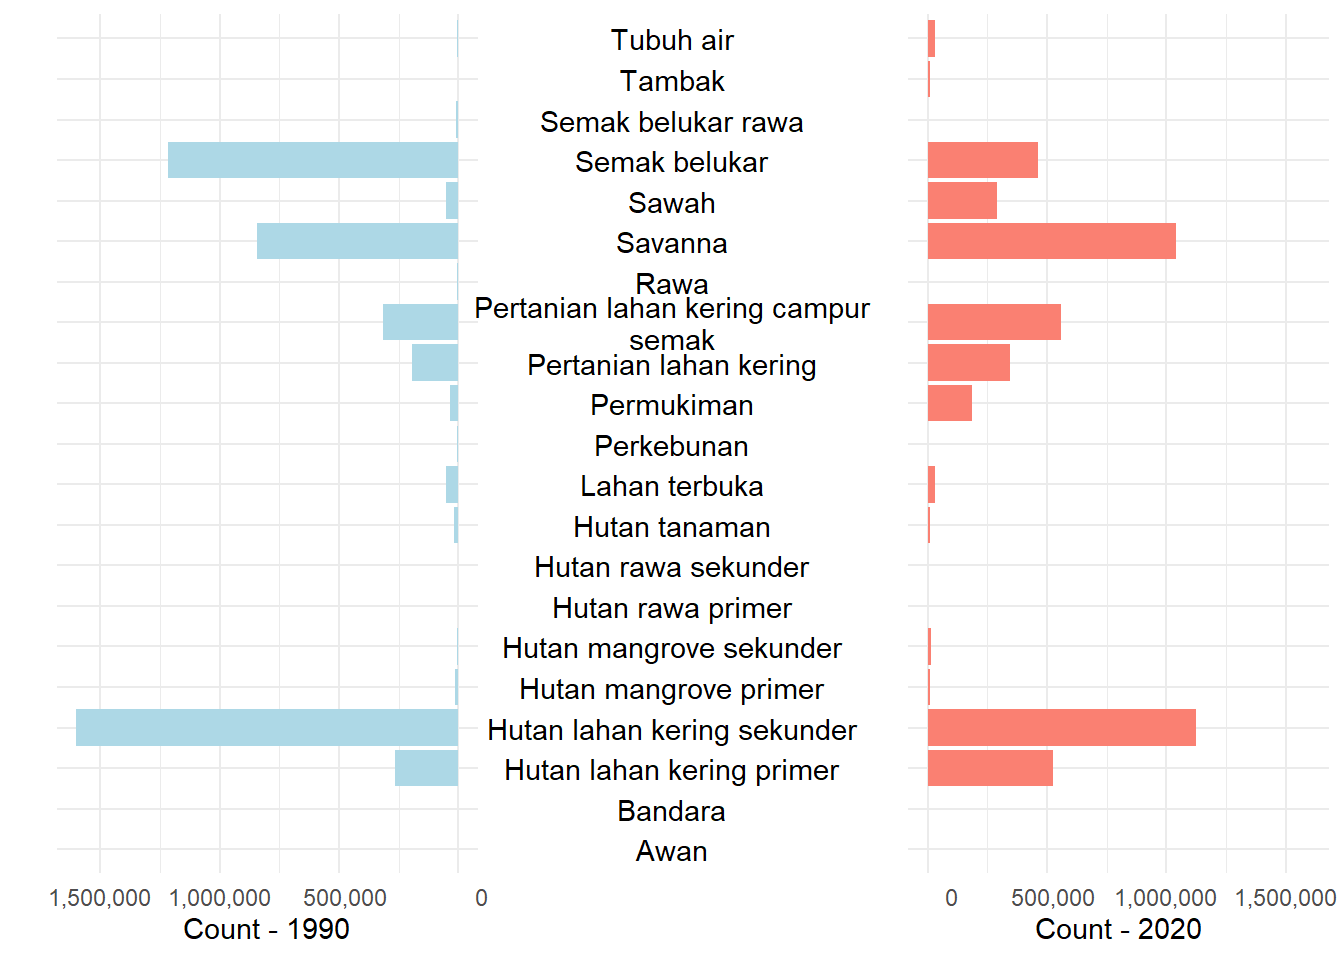 Tubuh air
Tambak
Semak belukar rawa
Semak belukar
Sawah
Savanna
Rawa
Pertanian lahan kering campur
semak
Pertanian lahan kering
Permukiman
Perkebunan
Lahan terbuka
Hutan tanaman
Hutan rawa sekunder
Hutan rawa primer
Hutan mangrove sekunder
Hutan mangrove primer
Hutan lahan kering sekunder
Hutan lahan kering primer
Bandara
Awan
1,500,000 1,000,000 500,000 0
0 500,000 1,000,000 1,500,000
Count - 1990
Count - 2020